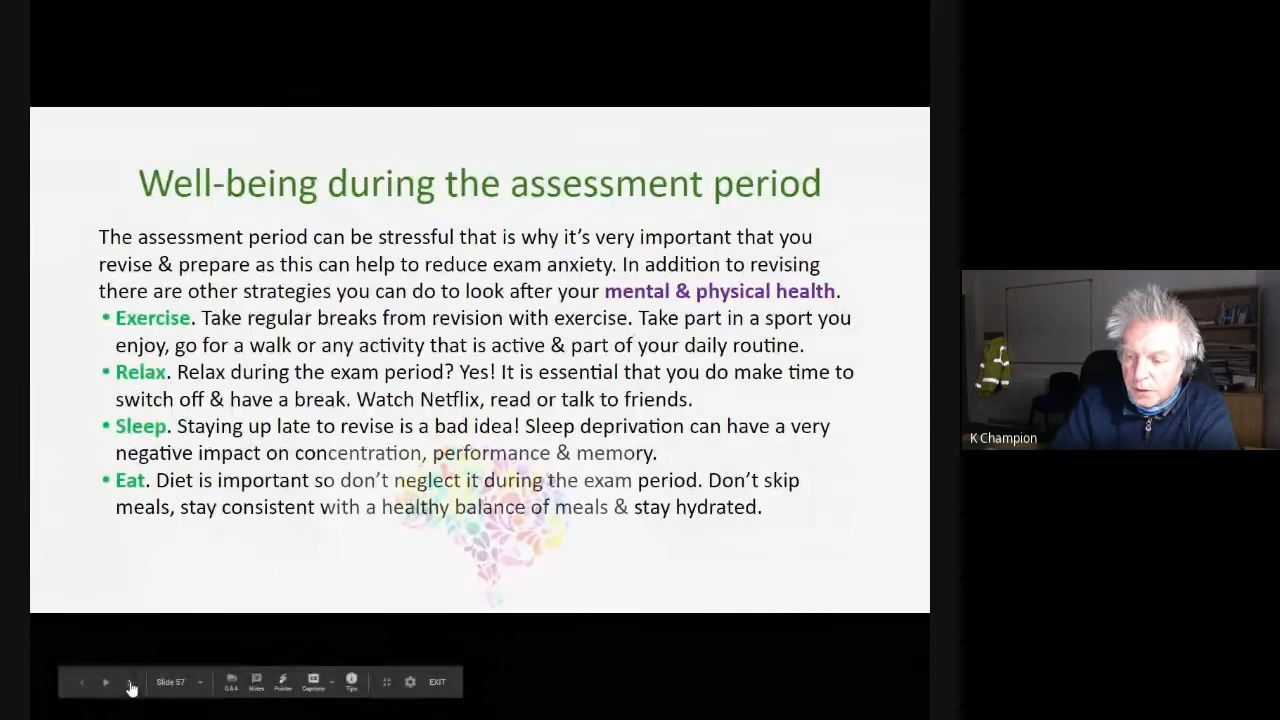 Well-being during the assessment period
The assessment period can be stressful that is why it’s very important that you
revise & prepare as this can help to reduce exam anxiety. In addition to revising
there are other strategies you can do to look after your mental & physical health.
• Exercise. Take regular breaks from revision with exercise. Take part in a sport you
enjoy, go for a walk or any activity that is active & part of your daily routine.
• Relax. Relax during the exam period? Yes! It is essential that you do make time to
switch off & have a break. Watch Netflix, read or talk to friends.
• Sleep. Staying up late to revise is a bad idea! Sleep deprivation can have a very
negative impact on concentration, performance & memory.
• Eat. Diet is important so don’t neglect it during the exam period. Don’t skip
meals, stay consistent with a healthy balance of meals & stay hydrated.
K Champion
Slide 57
Q&A
Notes
Pointer
Captions
Tips
EXIT